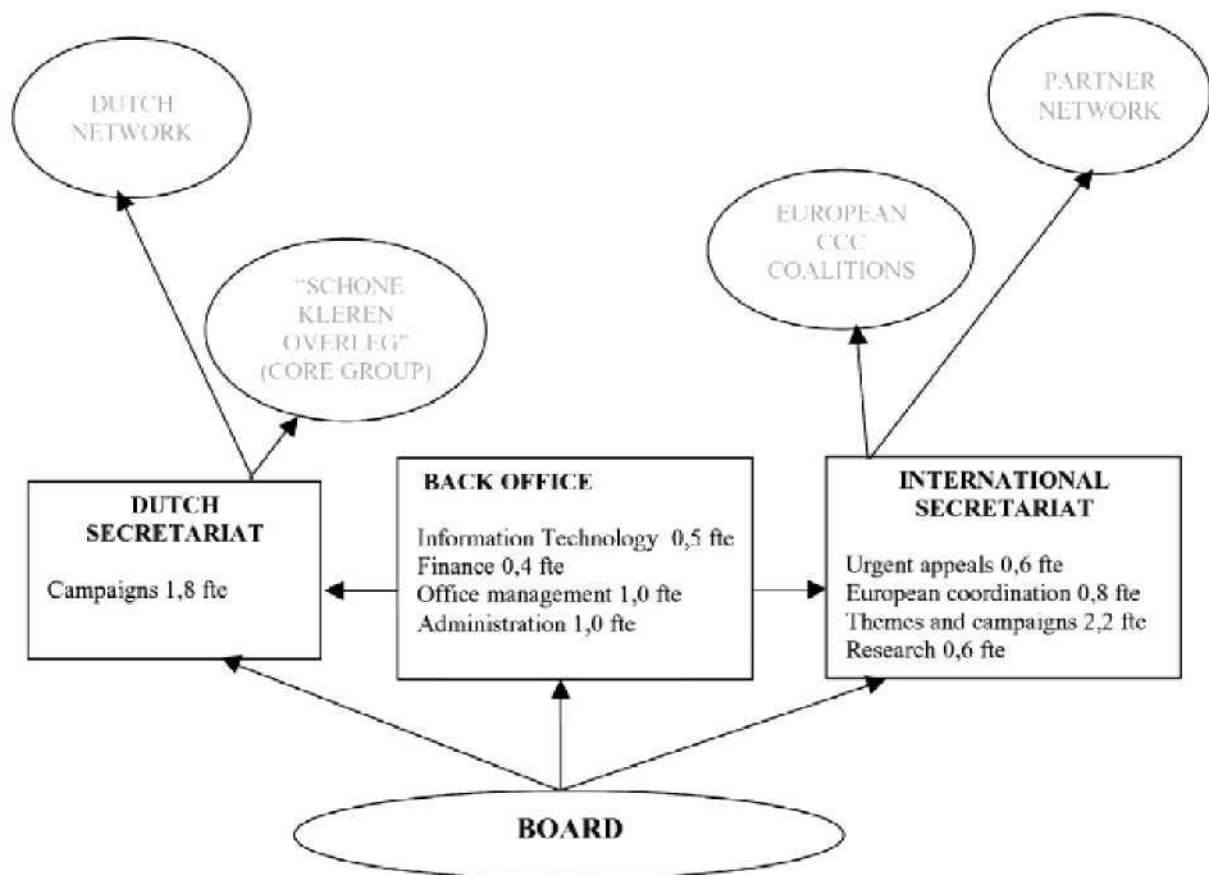 DUTCH
NETWORK
PARTNER
NETWORK
EUROPEAN
CCC
COALITIONS
“SCHONE
KLEREN
OVERLEG”
(CORE GROUP)
DUTCH
SECRETARIAT
Campaigns 1,8 fte
BACK OFFICE
Information Technology 0,5 fte
Finance 0,4 fte
Office management 1,0 fte
Administration 1,0 fte
INTERNATIONAL
SECRETARIAT
Urgent appeals 0,6 fte
European coordination 0,8 fte
Themes and campaigns 2,2 fte
Research 0,6 fte
BOARD